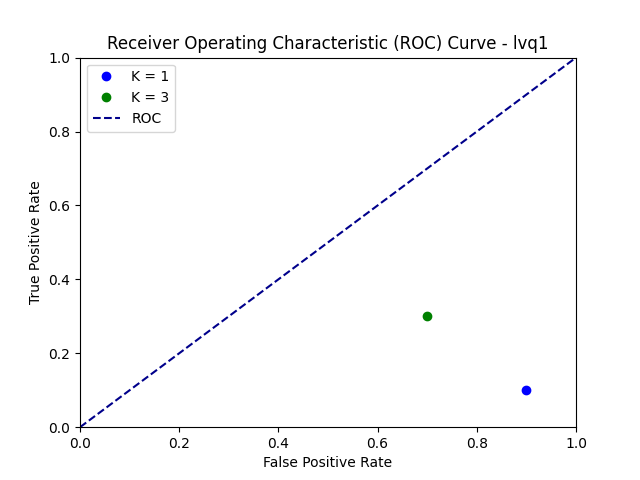 Receiver Operating Characteristic (ROC) Curve - lvq1
K = 1
K = 3
ROC
True Positive Rate
1.0
0.8
0.6
0.4
0.2
0.0
0.0 0.2 0.4 0.6 0.8 1.0
False Positive Rate